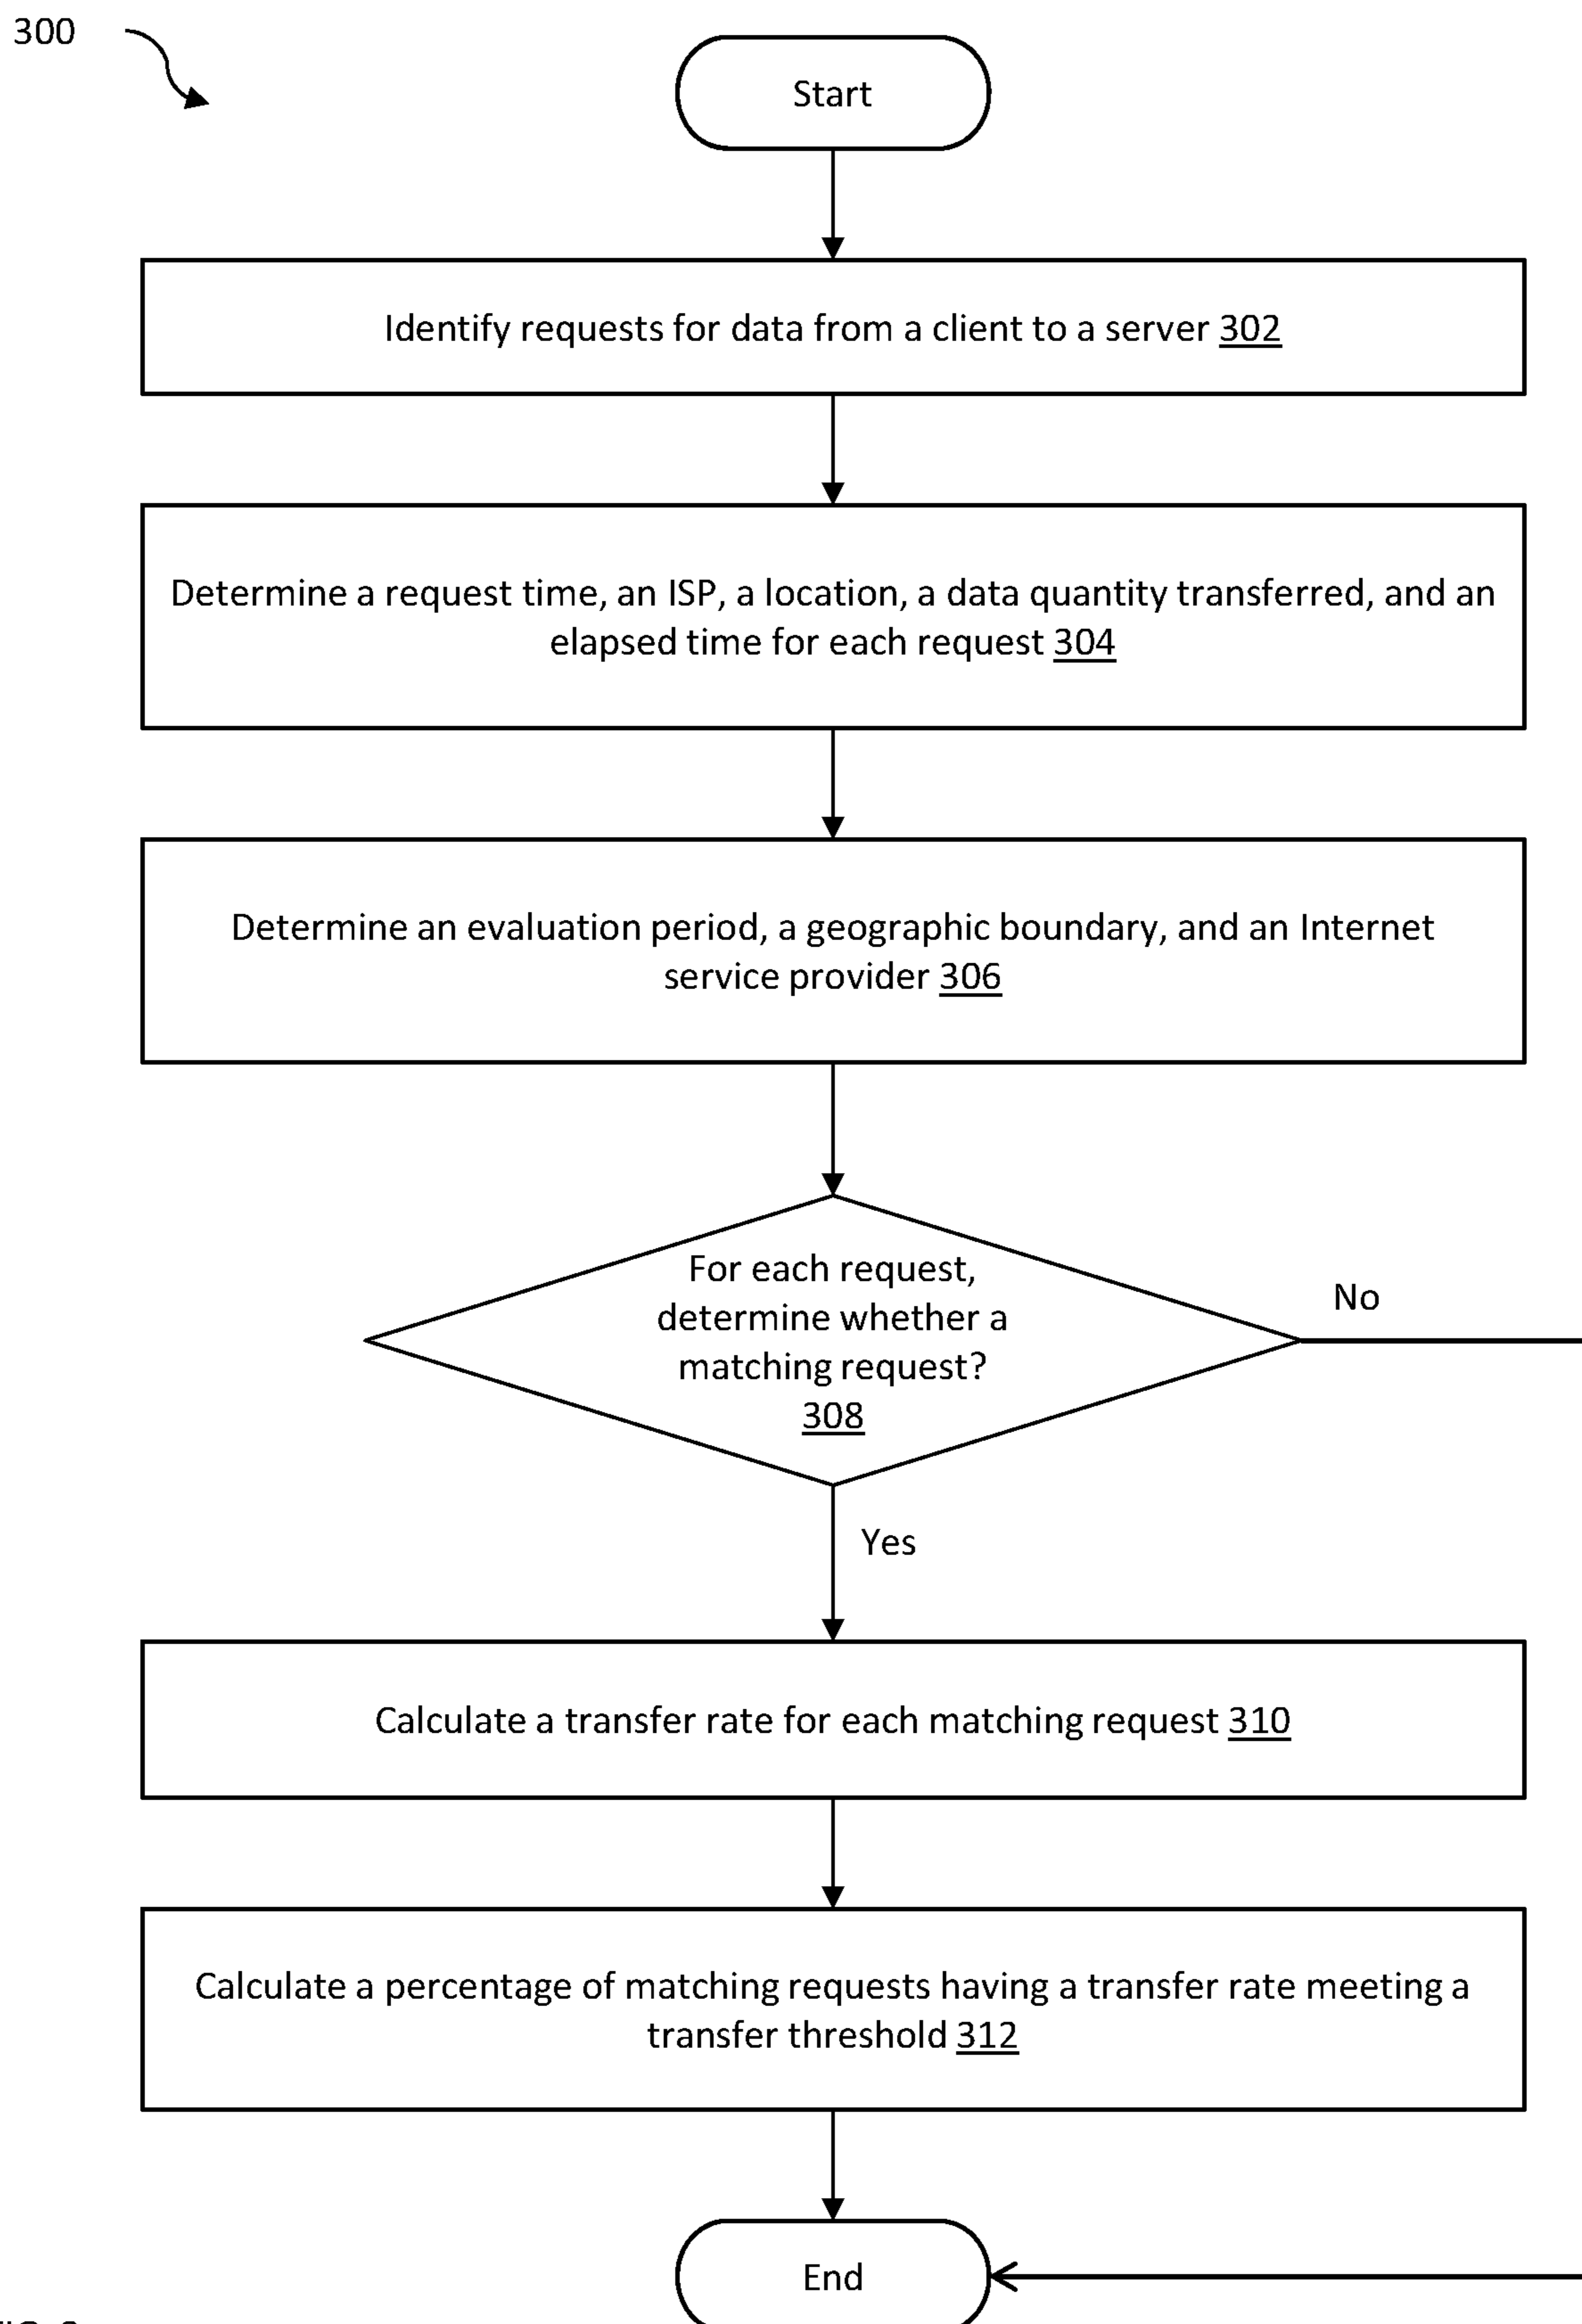 300
Start
Identify requests for data from a client to a server 302
Determine a request time, an ISP, a location, a data quantity transferred, and an
elapsed time for each request 304
Determine an evaluation period, a geographic boundary, and an Internet
service provider 306
For each request,
determine whether a
matching request?
308
No
Yes
Calculate a transfer rate for each matching request 310
Calculate a percentage of matching requests having a transfer rate meeting a
transfer threshold 312
End